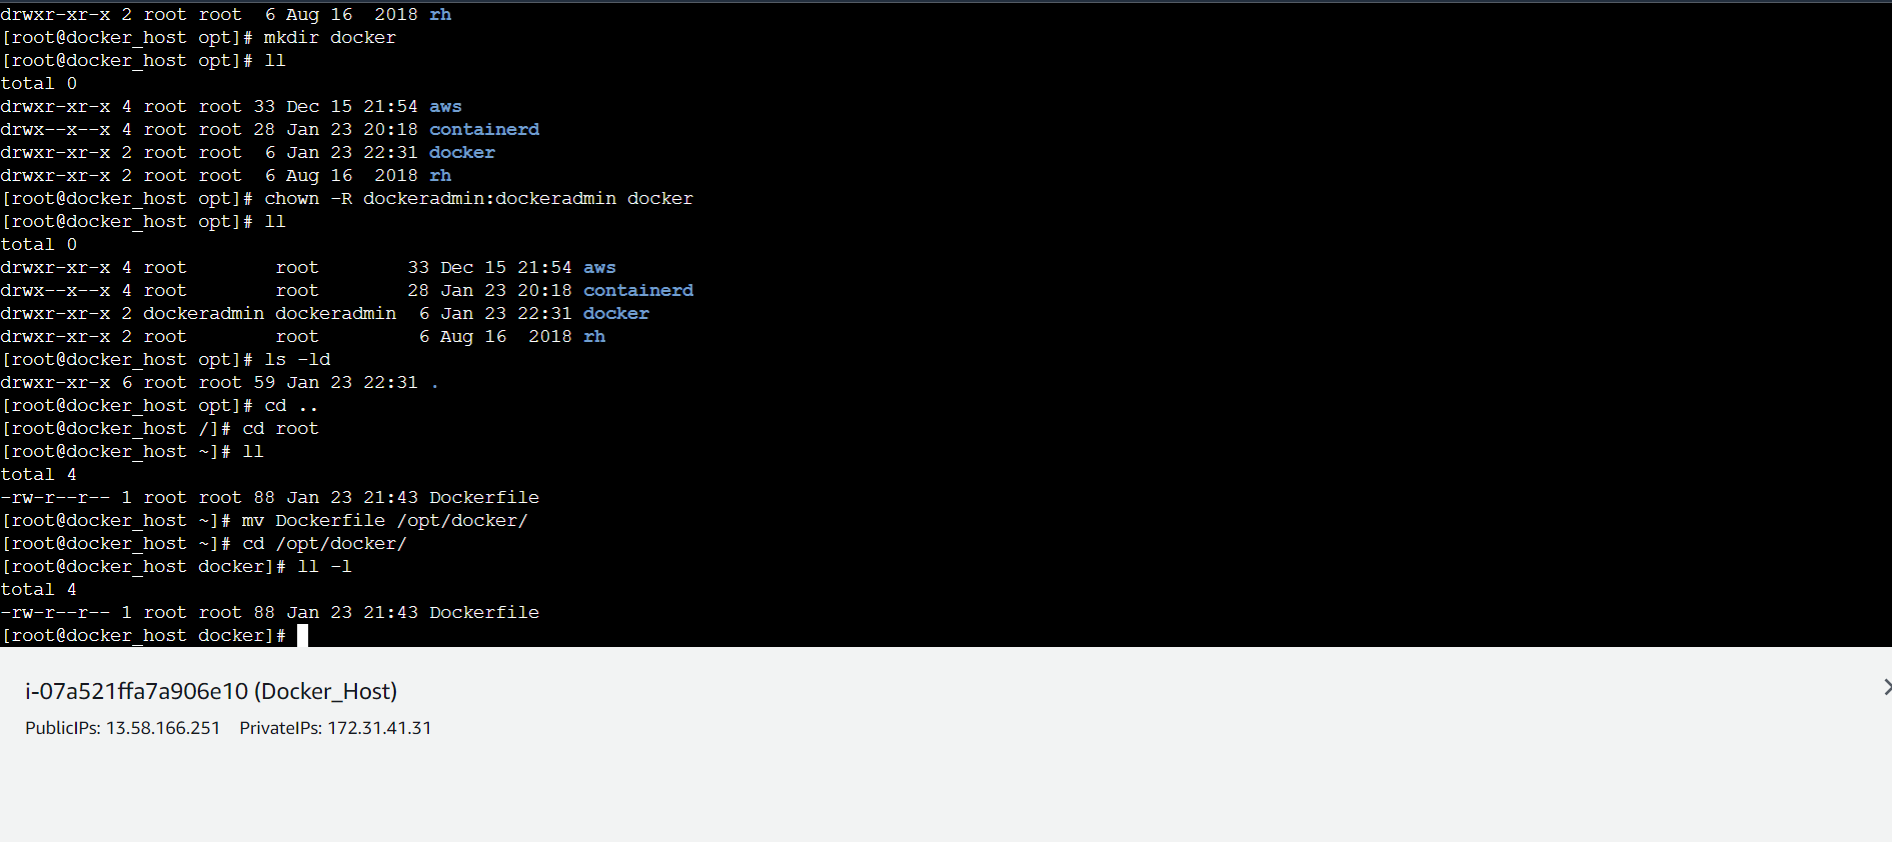 drwxr-xr-x 2 root root  6 Aug 16  2018 rh
[root@docker_host opt]# mkdir docker
[root@docker_host opt]# ll
total 0
drwxr-xr-x 4 root root 33 Dec 15 21:54 aws
drwx--x--x 4 root root 28 Jan 23 20:18 containerd
drwxr-xr-x 2 root root  6 Jan 23 22:31 docker
drwxr-xr-x 2 root root  6 Aug 16  2018 rh
[root@docker_host opt]# chown -R dockeradmin:dockeradmin docker
[root@docker_host opt]# ll
total 0
drwxr-xr-x 4 root        root        33 Dec 15 21:54 aws
drwx--x--x 4 root        root        28 Jan 23 20:18 containerd
drwxr-xr-x 2 dockeradmin dockeradmin  6 Jan 23 22:31 docker
drwxr-xr-x 2 root        root         6 Aug 16  2018 rh
[root@docker_host opt]# ls -ld
drwxr-xr-x 6 root root 59 Jan 23 22:31 .
[root@docker_host opt]# cd ..
[root@docker_host /]# cd root
[root@docker_host ~]# ll
total 4
-rw-r--r-- 1 root root 88 Jan 23 21:43 Dockerfile
[root@docker_host ~]# mv Dockerfile /opt/docker/
[root@docker_host ~]# cd /opt/docker/
[root@docker_host docker]# ll -l
total 4
-rw-r--r-- 1 root root 88 Jan 23 21:43 Dockerfile
[root@docker_host docker]#
i-07a521ffa7a906e10 (Docker_Host)
PublicIPs: 13.58.166.251    PrivateIPs: 172.31.41.31